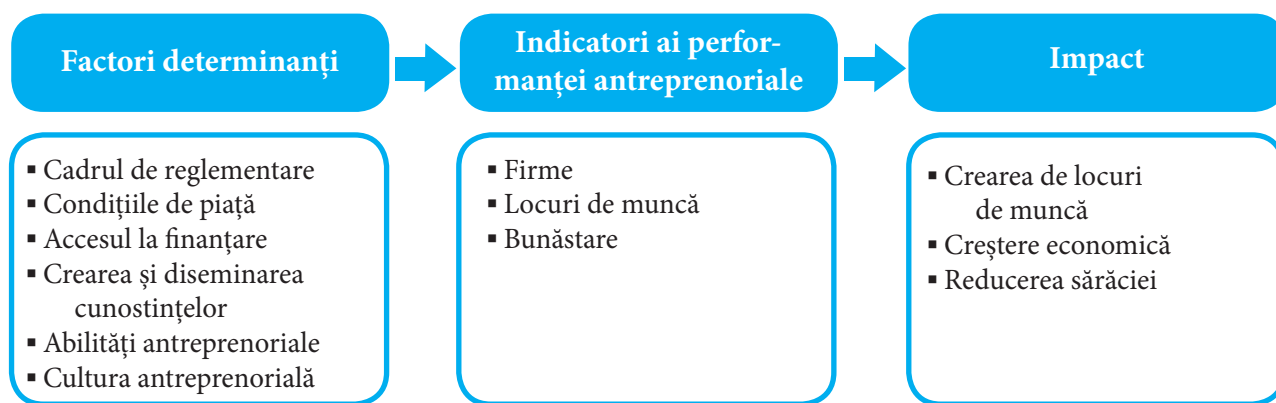 Factori determinanți
Indicatori ai perfor-
manței antreprenoriale
Impact
▪ Cadrul de reglementare
▪ Condițiile de piață
▪ Accesul la finanțare
▪ Crearea și diseminarea
cunostințelor
▪ Abilități antreprenoriale
▪ Cultura antreprenorială
▪ Firme
▪ Locuri de muncă
▪ Bunăstare
▪ Crearea de locuri
de muncă
▪ Creștere economică
▪ Reducerea sărăciei